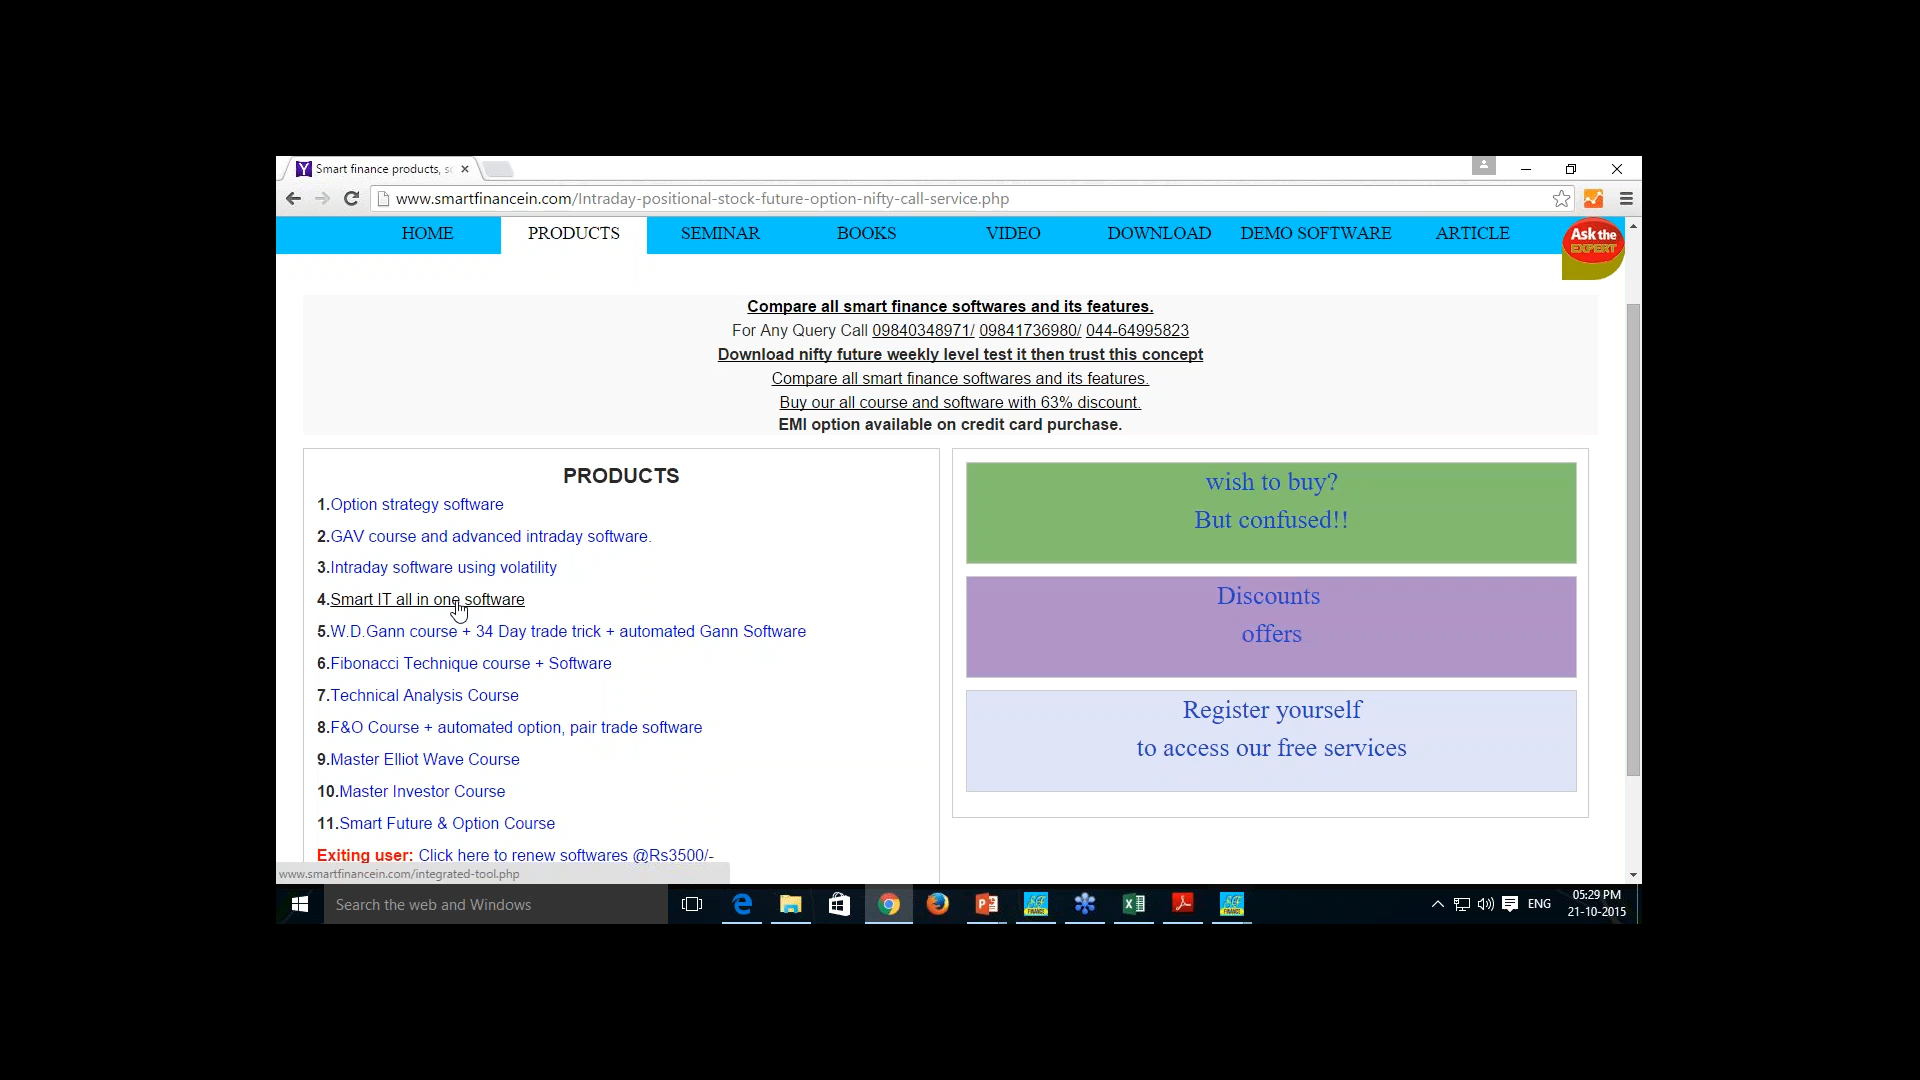 Smart finance products, so
www.smartfinancein.com/Intraday-positional-stock-future-option-nifty-call-service.php
HOME PRODUCTS SEMINAR BOOKS VIDEO DOWNLOAD DEMO SOFTWARE ARTICLE
Ask the
EXPERT
Compare all smart finance softwares and its features.
For Any Query Call 09840348971/ 09841736980/ 044-64995823
Download nifty future weekly level test it then trust this concept
Compare all smart finance softwares and its features.
Buy our all course and software with 63% discount.
EMI option available on credit card purchase.
PRODUCTS
1.Option strategy software
2.GAV course and advanced intraday software.
3.Intraday software using volatility
4.Smart IT all in one software
5.W.D.Gann course + 34 Day trade trick + automated Gann Software
6.Fibonacci Technique course + Software
7.Technical Analysis Course
8.F&O Course + automated option, pair trade software
9.Master Elliot Wave Course
10.Master Investor Course
11.Smart Future & Option Course
Exiting user: Click here to renew softwares @Rs3500/-
wish to buy?
But confused!!
Discounts
offers
Register yourself
to access our free services
www.smartfinancein.com/integrated-tool.php
Search the web and Windows
ENG
05:29 PM
21-10-2015